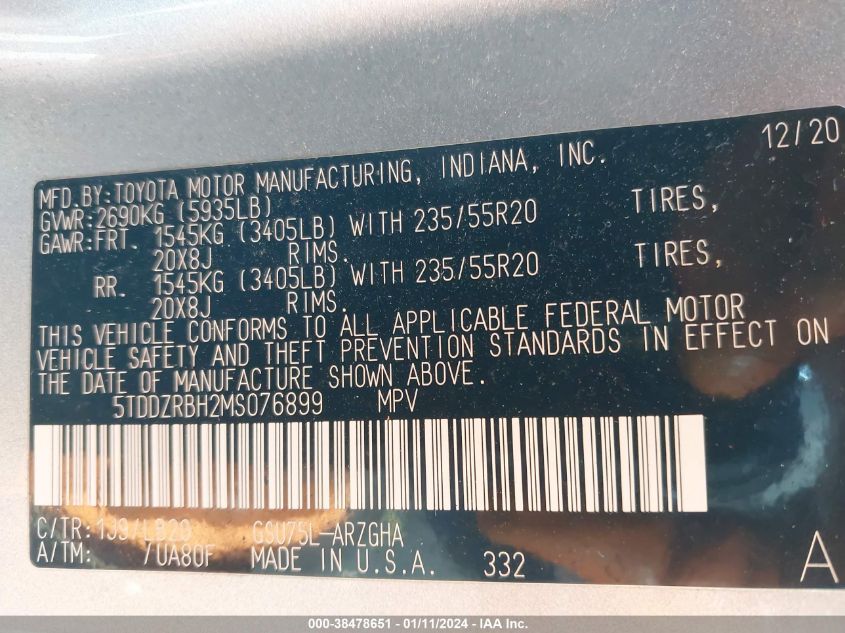 12/20
MFD.BY:TOYOTA MOTOR MANUFACTURING, INDIANA, INC.
GVWR:2690KG (5935LB)
GAWR:FRT. 1545KG (3405LB) WITH 235/55R20 TIRES,
20X8J RIMS.
RR. 1545KG (3405LB) WITH 235/55R20 TIRES,
20X8J RIMS.
THIS VEHICLE CONFORMS TO ALL APPLICABLE FEDERAL MOTOR
VEHICLE SAFETY AND THEFT PREVENTION STANDARDS IN EFFECT ON
THE DATE OF MANUFACTURE SHOWN ABOVE.
5TDDZRBH2MS076899 MPV
C/TR:1J9/LB20 GSU75L-ARZGHA
A/TM: /UA80F MADE IN U.S.A. 332 A
000-38478651 - 01/11/2024 - IAA Inc.